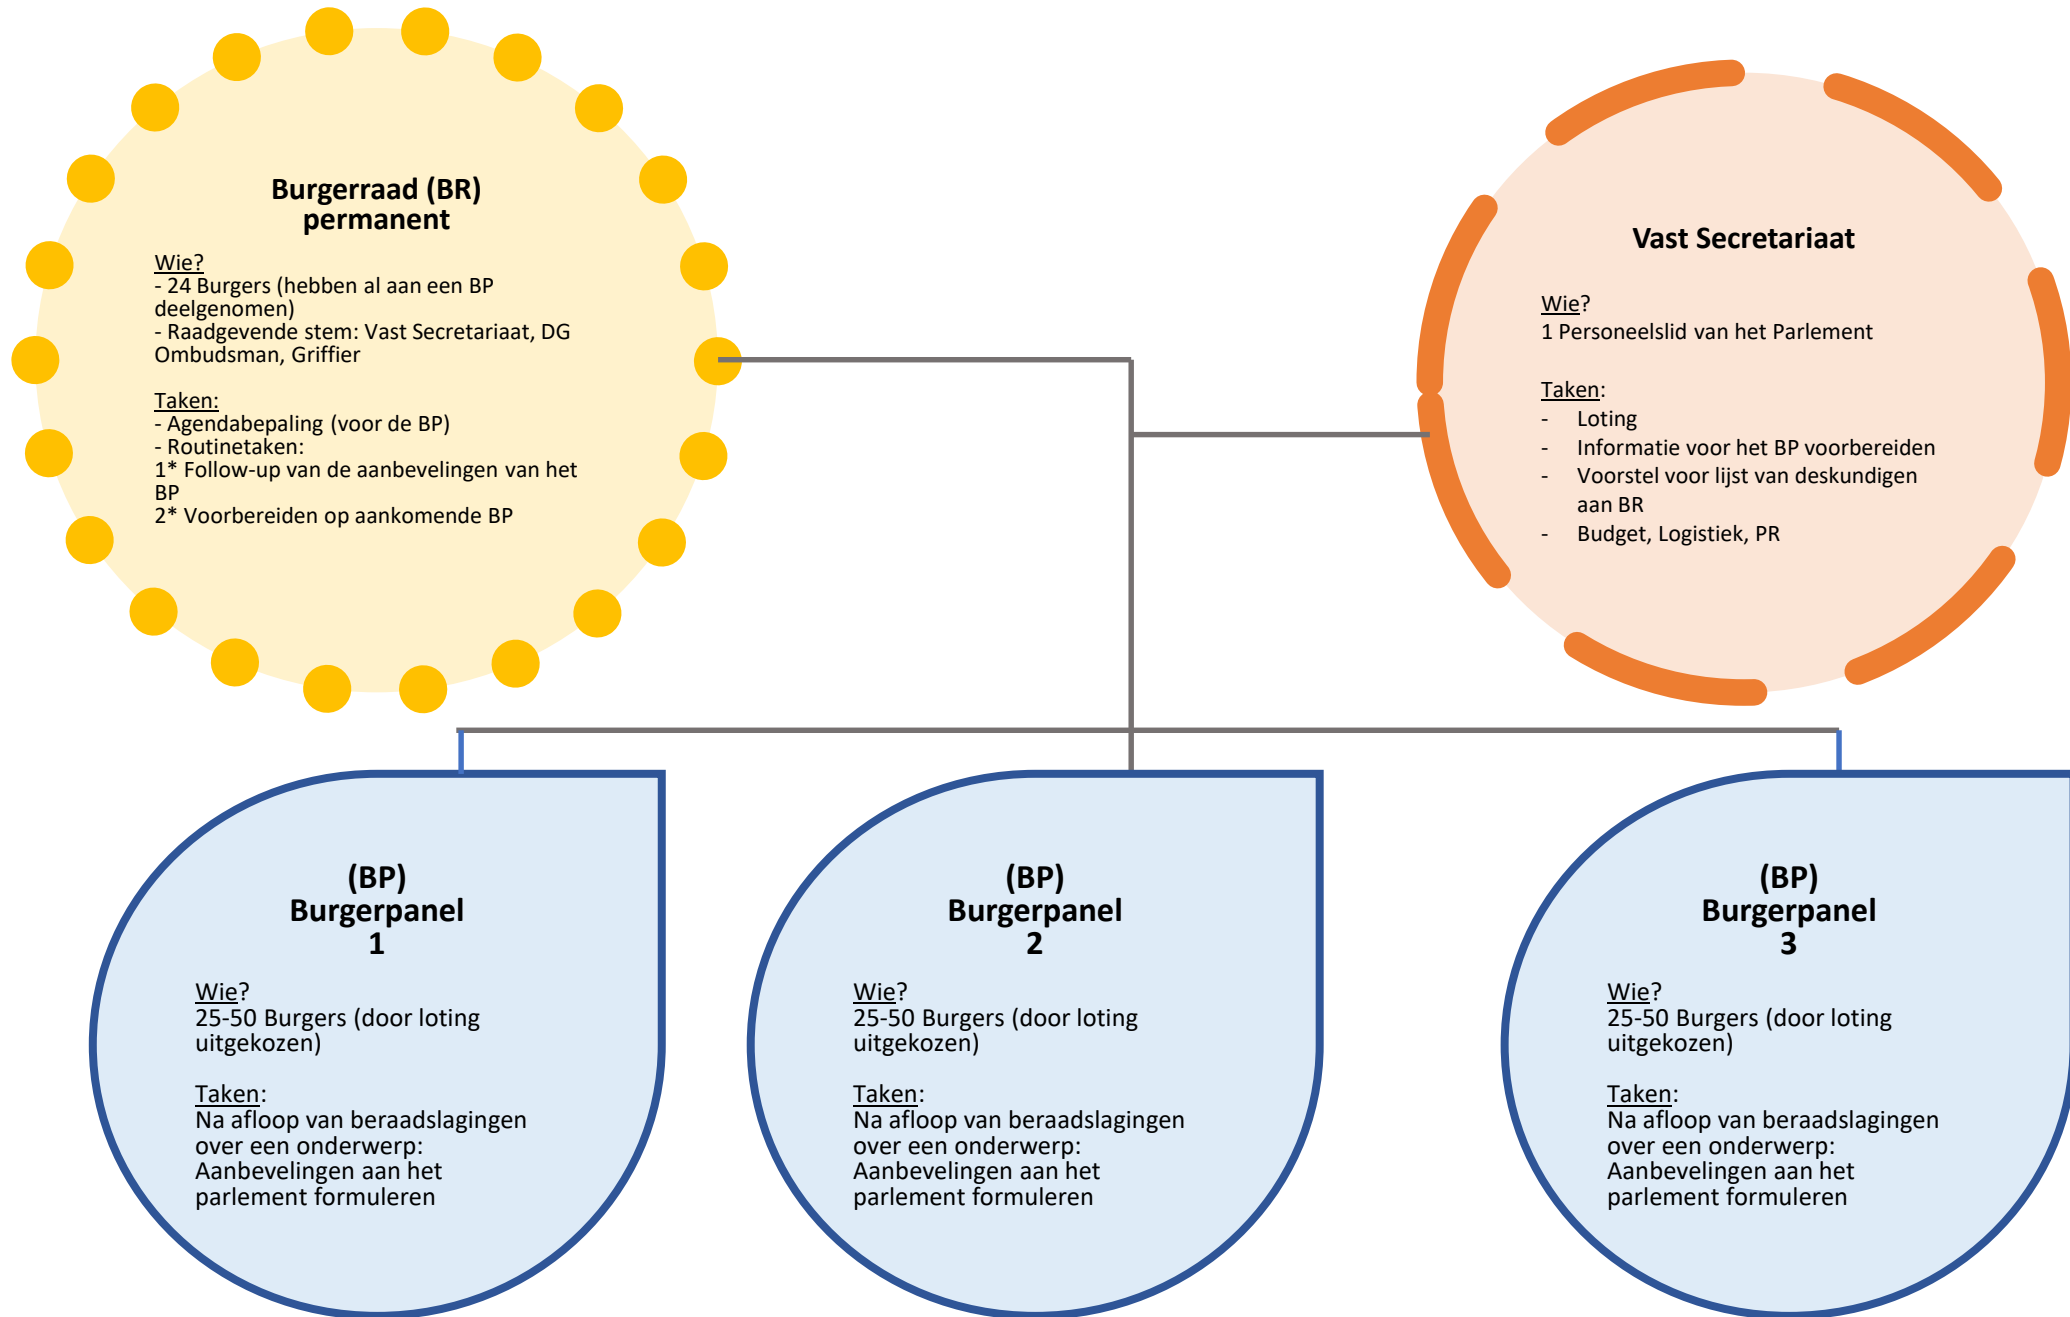 Burgerraad (BR)
permanent
Wie?
- 24 Burgers (hebben al aan een BP
deelgenomen)
- Raadgevende stem: Vast Secretariaat, DG
Ombudsman, Griffier
Taken:
- Agendabepaling (voor de BP)
- Routinetaken:
1* Follow-up van de aanbevelingen van het
BP
2* Voorbereiden op aankomende BP
Vast Secretariaat
Wie?
1 Personeelslid van het Parlement
Taken:
- Loting
- Informatie voor het BP voorbereiden
- Voorstel voor lijst van deskundigen
aan BR
- Budget, Logistiek, PR
(BP)
Burgerpanel
1
Wie?
25-50 Burgers (door loting
uitgekozen)
Taken:
Na afloop van beraadslagingen
over een onderwerp:
Aanbevelingen aan het
parlement formuleren
(BP)
Burgerpanel
2
Wie?
25-50 Burgers (door loting
uitgekozen)
Taken:
Na afloop van beraadslagingen
over een onderwerp:
Aanbevelingen aan het
parlement formuleren
(BP)
Burgerpanel
3
Wie?
25-50 Burgers (door loting
uitgekozen)
Taken:
Na afloop van beraadslagingen
over een onderwerp:
Aanbevelingen aan het
parlement formuleren